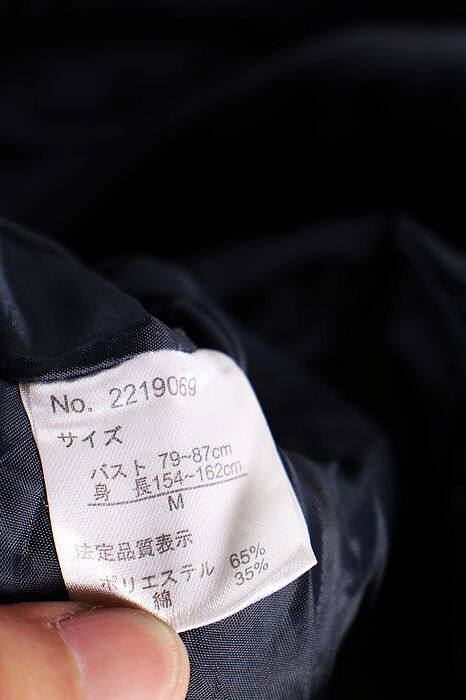 No. 2219069
サイズ
バスト 79~87cm
身 長154~162cm
M
法定品質表示
ポリエステル 65%
綿 35%